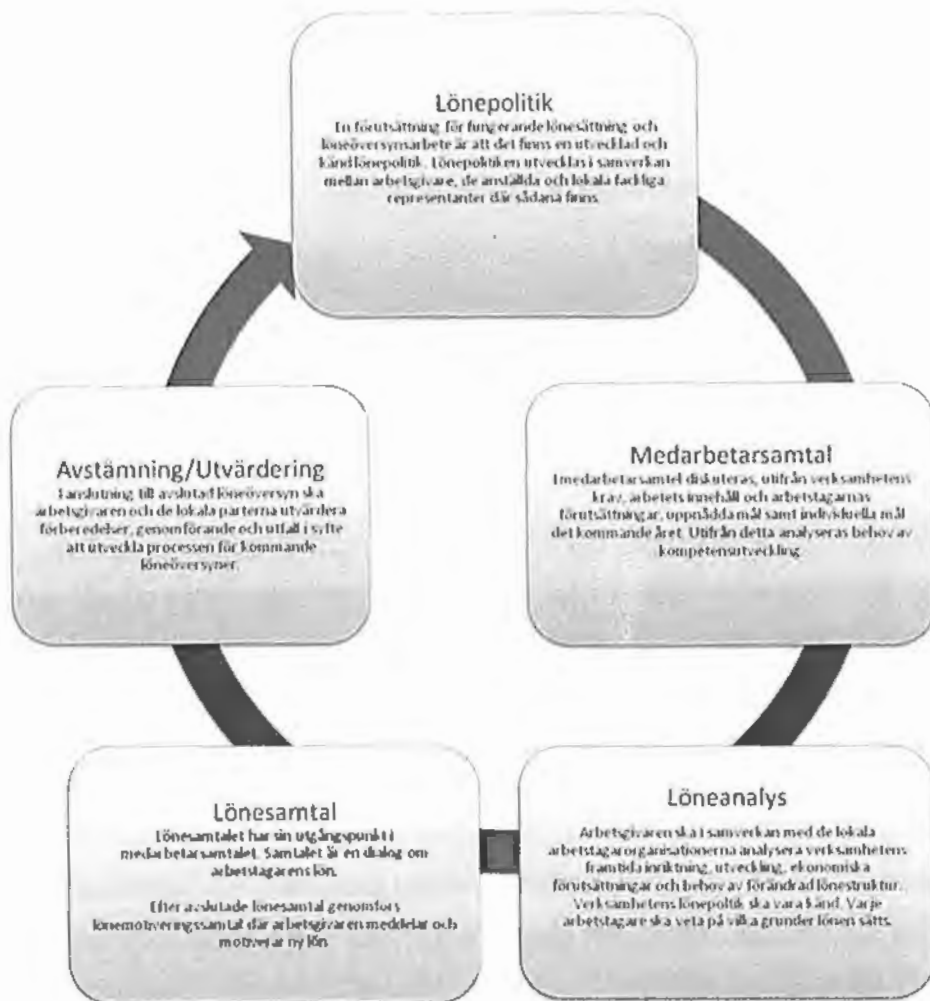 Lönepolitik
En förutsättning för fungerande lönesättning och
löneöversynsarbete är att det finns en utvecklad och
känd lönepolitik. Lönepolitiken utvecklas i samverkan
mellan arbetsgivare, de anställda och lokala fackliga
representanter där sådana finns.
Medarbetarsamtal
I medarbetarsamtel diskuteras, utifrån verksamhetens
krav, arbetets innehåll och arbetstagarnas
förutsättningar, uppnådda mål samt individuella mål
det kommande året. Utifrån detta analyseras behov av
kompetensutveckling.
Löneanalys
Arbetsgivaren ska i samverkan med de lokala
arbetstagarorganisationerna analysera verksamhetens
framtida inriktning, utveckling, ekonomiska
förutsättningar och behov av förändrad lönestruktur.
Verksamhetens lönepolitik ska vara känd. Varje
arbetstagare ska veta på vilka grunder lönen sätts.
Lönesamtal
Lönesamtalet har sin utgångspunkt i
medarbetarsamtalet. Samtalet är en dialog om
arbetstagarens lön.
Efter avslutade lönesamtal genomförs
lönemotiveringssamtal där arbetsgivaren meddelar och
motiverar ny lön
Avstämning/Utvärdering
I anslutning till avslutad löneöversyn ska
arbetsgivaren och de lokala parterna utvärdera
förberedelser, genomförande och utfall i syfte
att utveckla processen för kommande
löneöversyner.